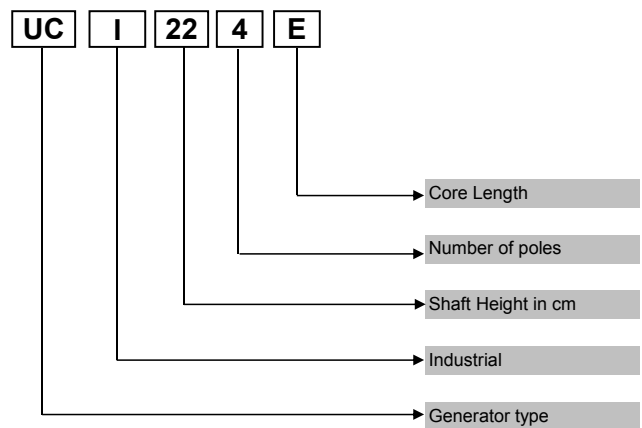 UC I 22 4 E
Core Length
Number of poles
Shaft Height in cm
Industrial
Generator type